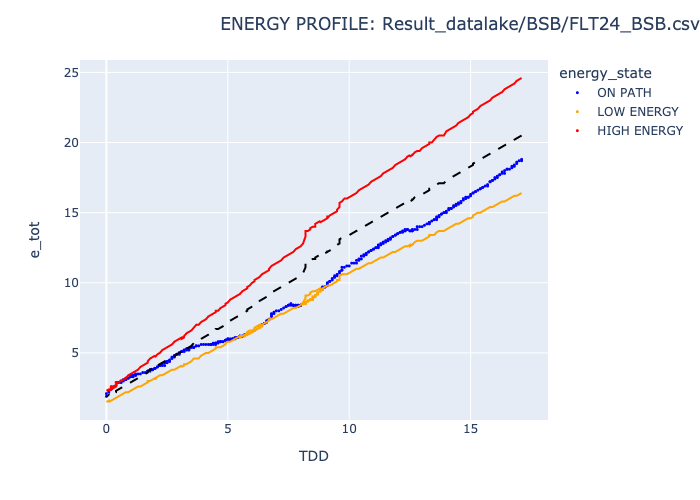 ENERGY PROFILE: Result_datalake/BSB/FLT24_BSB.csv
energy_state
ON PATH
LOW ENERGY
HIGH ENERGY
25
20
15
10
5
e_tot
0 5 10 15
TDD